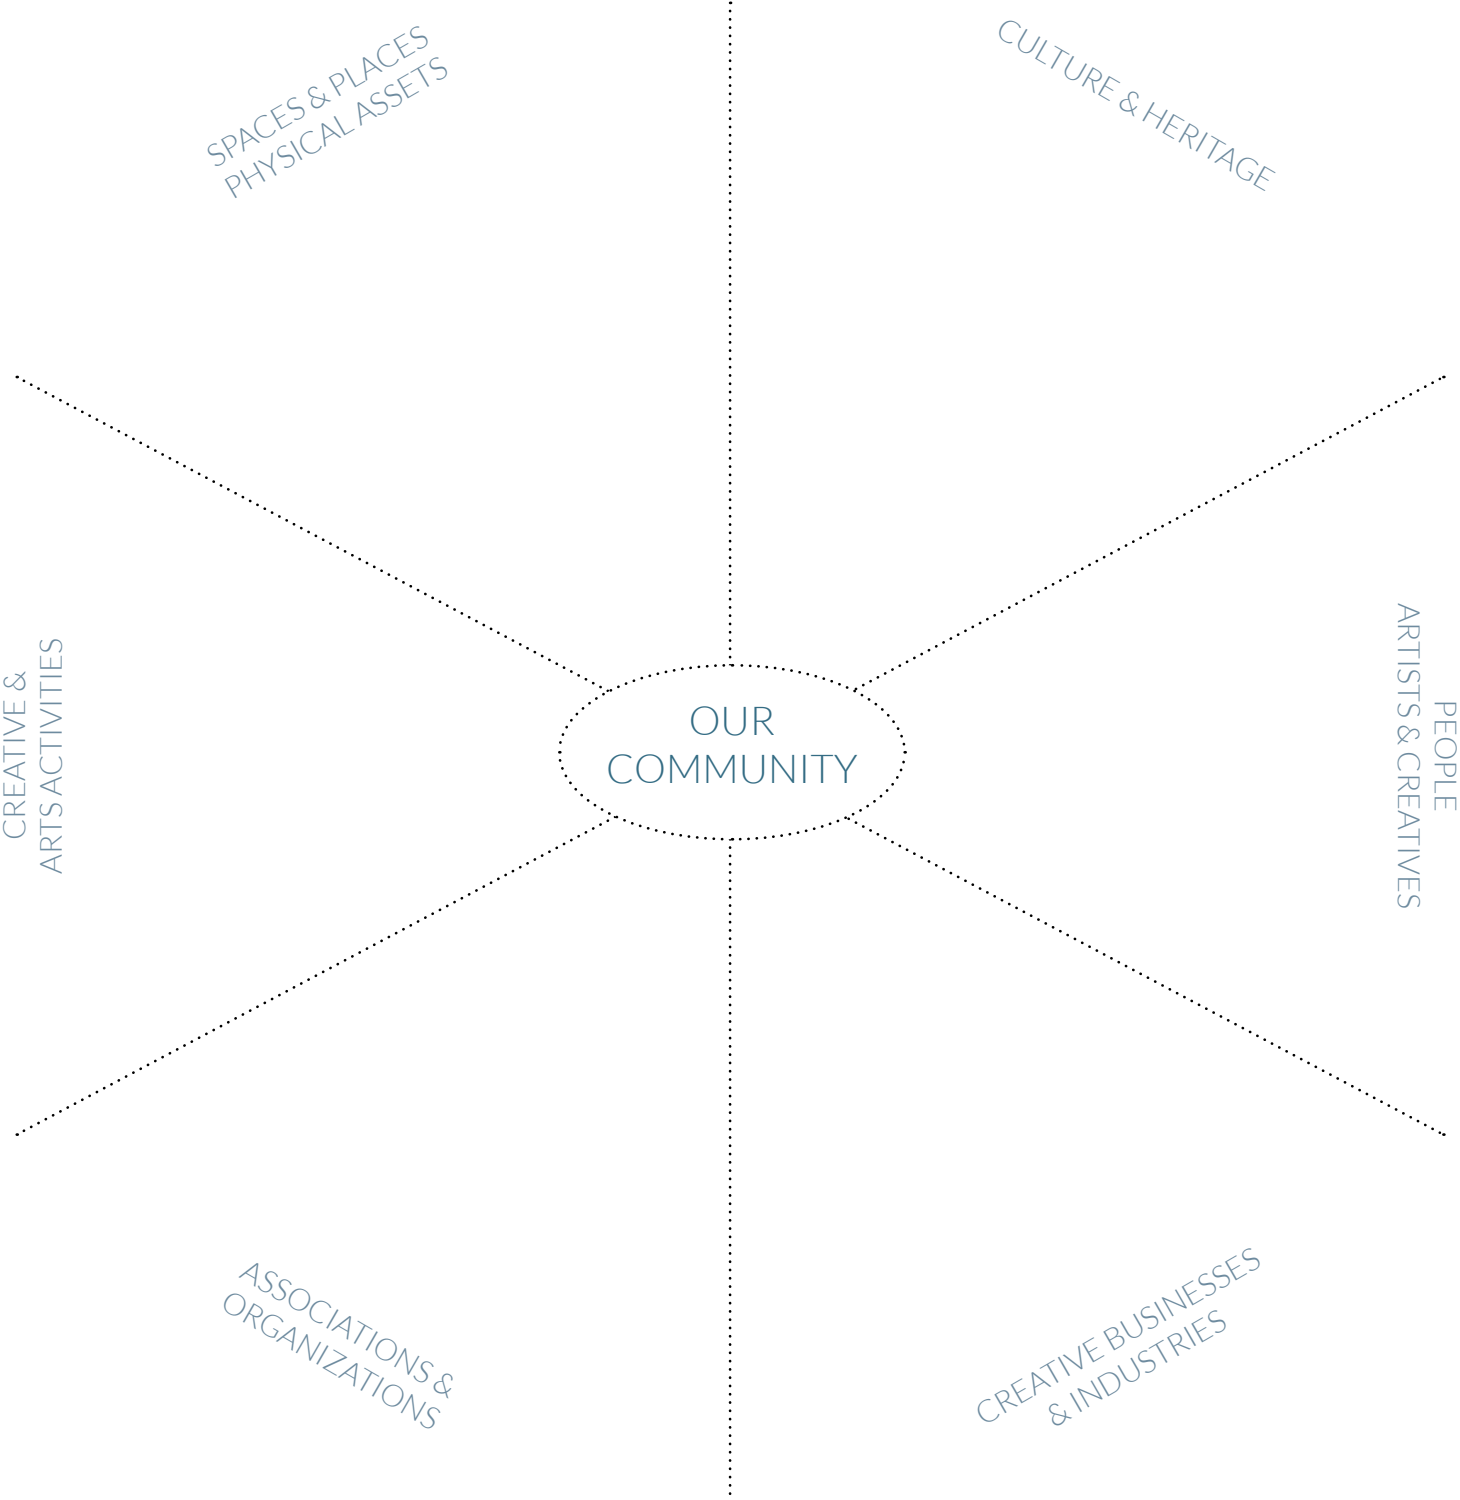 SPACES & PLACES
PHYSICAL ASSETS
CULTURE & HERITAGE
CREATIVE &
ARTS ACTIVITIES
OUR
COMMUNITY
PEOPLE
ARTISTS & CREATIVES
ASSOCIATIONS &
ORGANIZATIONS
CREATIVE BUSINESSES
& INDUSTRIES